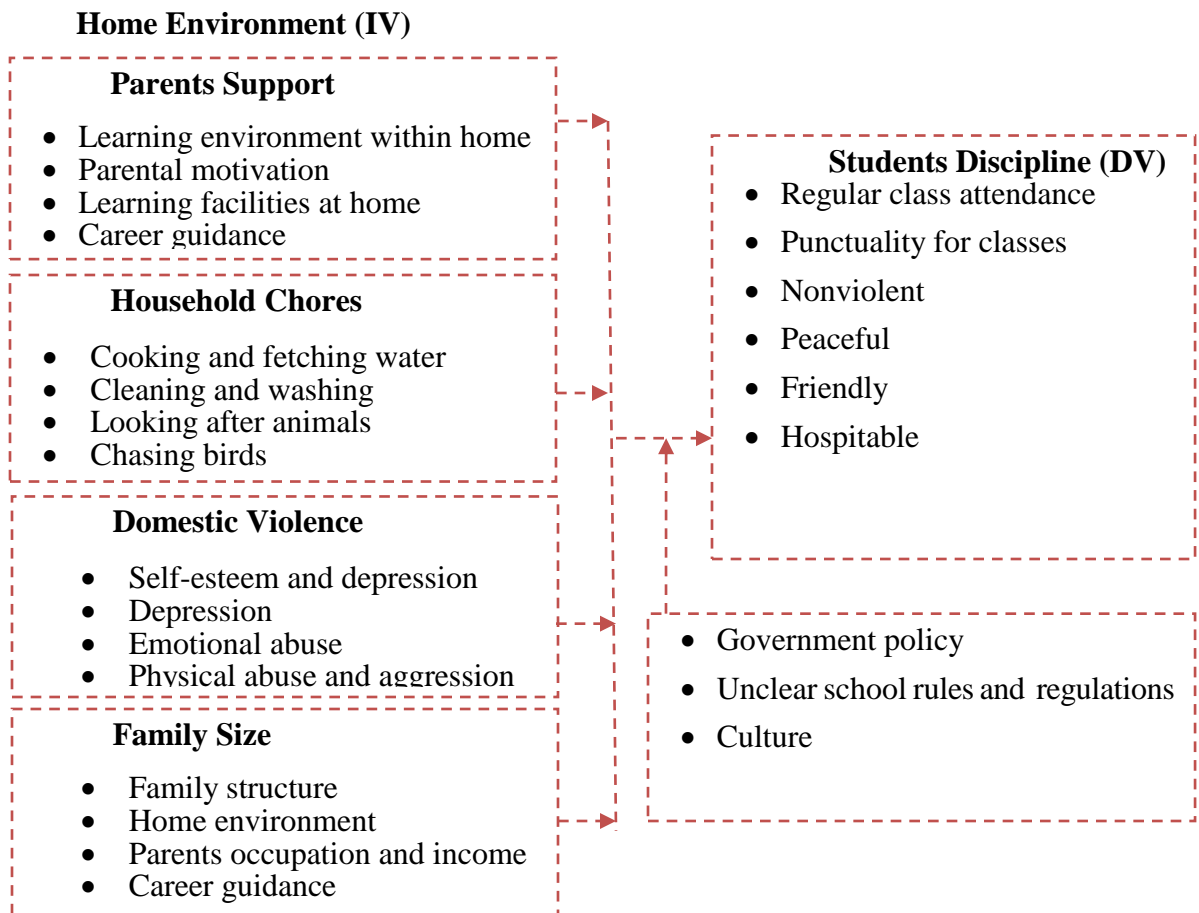 Home Environment (IV)
Parents Support
• Learning environment within home
• Parental motivation
• Learning facilities at home
• Career guidance
Household Chores
• Cooking and fetching water
• Cleaning and washing
• Looking after animals
• Chasing birds
Domestic Violence
• Self-esteem and depression
• Depression
• Emotional abuse
• Physical abuse and aggression
Family Size
• Family structure
• Home environment
• Parents occupation and income
• Career guidance
Students Discipline (DV)
• Regular class attendance
• Punctuality for classes
• Nonviolent
• Peaceful
• Friendly
• Hospitable
• Government policy
• Unclear school rules and regulations
• Culture